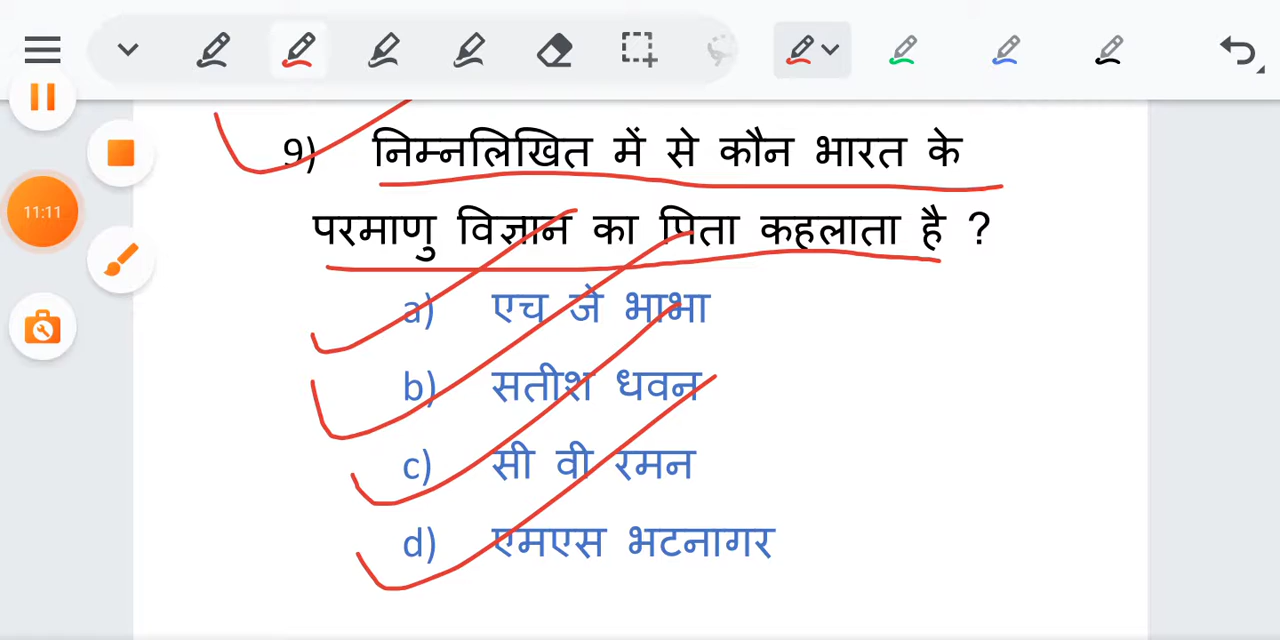 11:11
9) निम्नलिखित में से कौन भारत के
परमाणु विज्ञान का पिता कहलाता है ?
a) एच जे भाभा
b) सतीश धवन
c) सी वी रमन
d) एमएस भटनागर